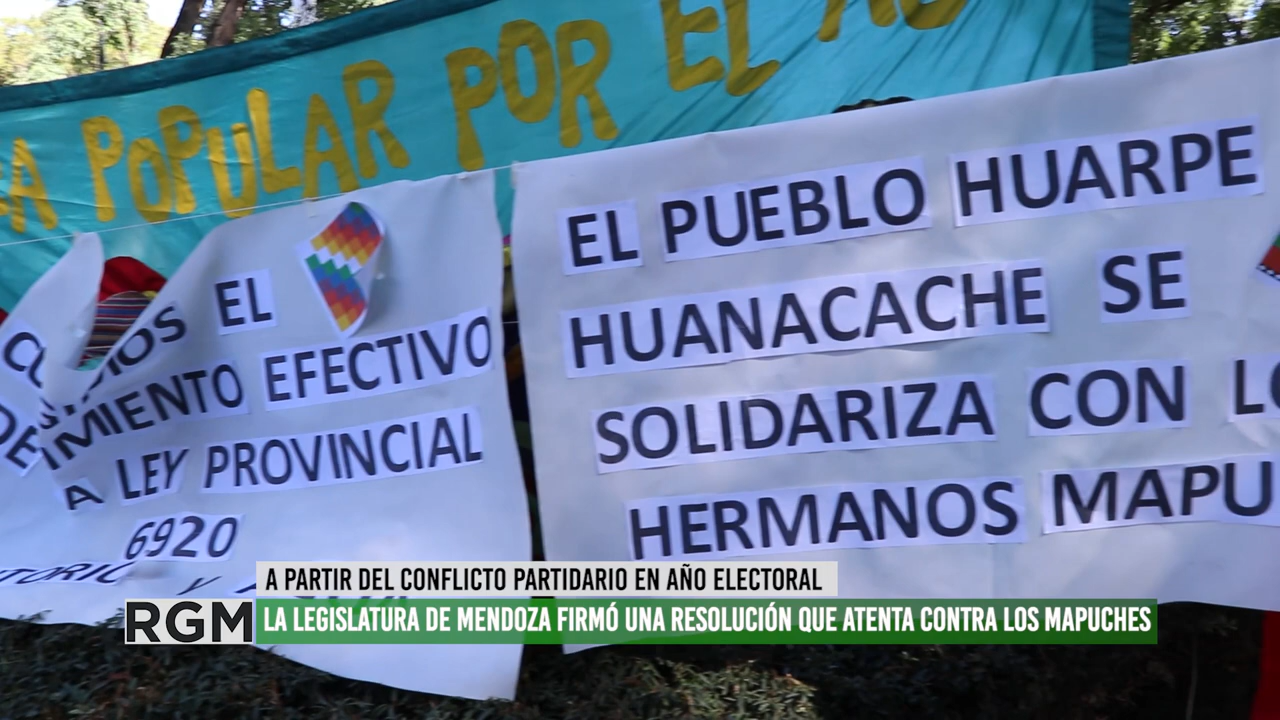 POPULAR POR EL
EL
EFECTIVO
LEY PROVINCIAL
6920
EL PUEBLO HUARPE
HUANACACHE SE
SOLIDARIZA CON
HERMANOS
A PARTIR DEL CONFLICTO PARTIDARIO EN AÑO ELECTORAL
RGM
LA LEGISLATURA DE MENDOZA FIRMÓ UNA RESOLUCIÓN QUE ATENTA CONTRA LOS MAPUCHES